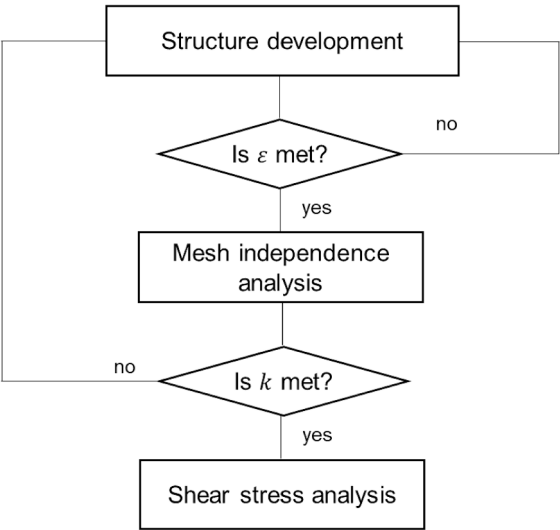 Structure development
no
Is ε met?
yes
Mesh independence
analysis
no
Is k met?
yes
Shear stress analysis